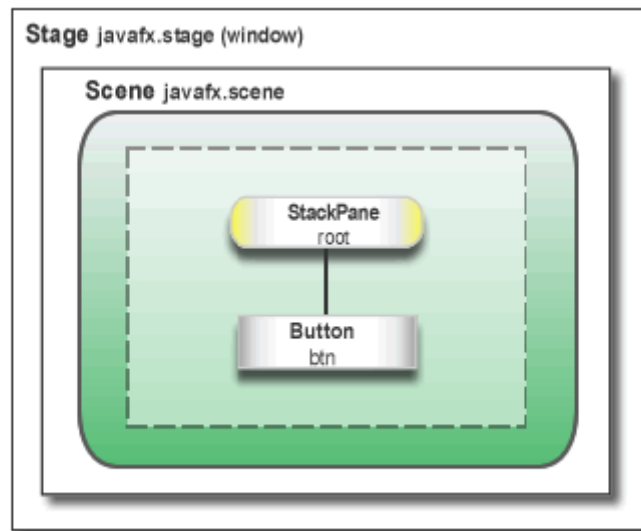 Stage javafx.stage (window)
Scene javafx.scene
StackPane
root
Button
btn